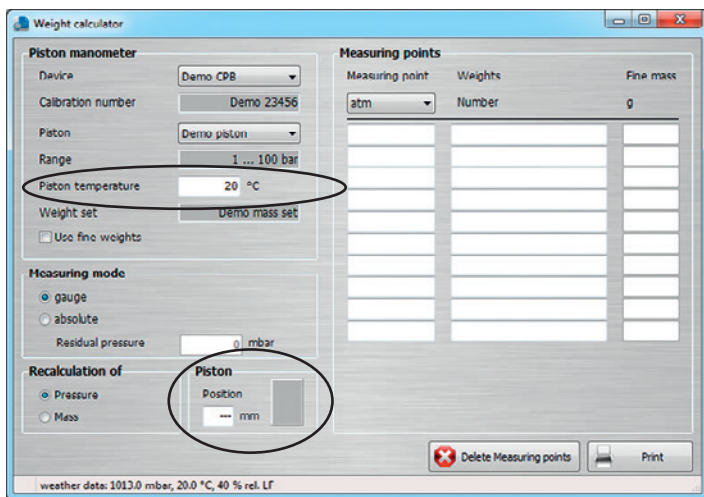 Weight calculator
Piston manometer
Device Demo CPB
Calibration number Demo 23456
Piston Demo piston
Range 1 ... 100 bar
Piston temperature 20 °C
Weight set Demo mass set
Use fine weights
Measuring mode
gauge
absolute
Residual pressure 0 mbar
Recalculation of
Pressure
Mass
Piston
Position
--- mm
Measuring points
Measuring point Weights Fine mass
atm Number g
Delete Measuring points Print
weather data: 1013.0 mbar, 20.0 °C, 40 % rel. LF